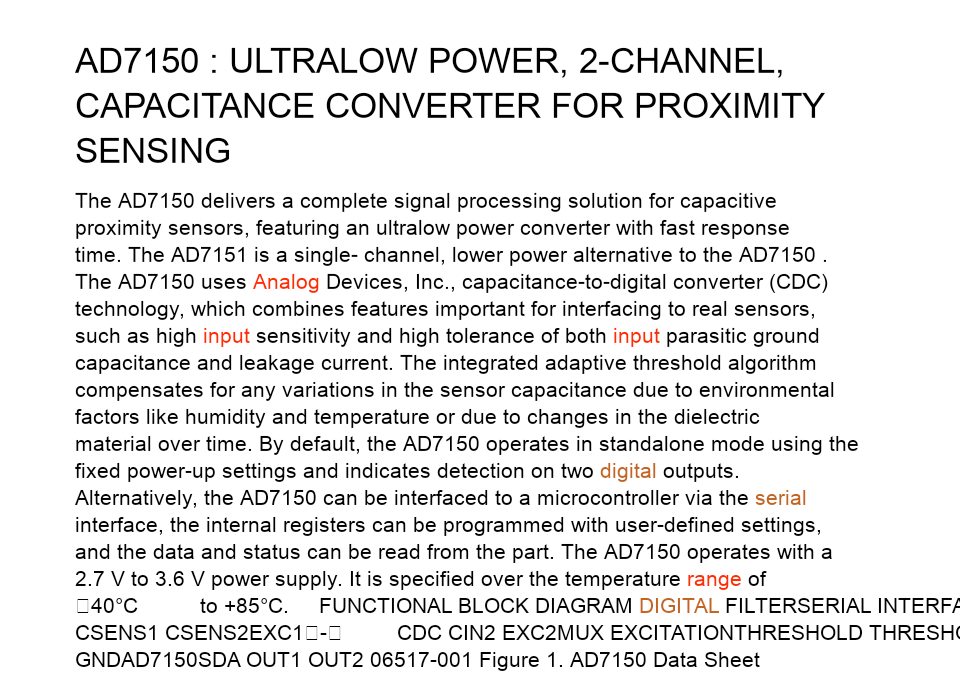 AD7150 : ULTRALOW POWER, 2-CHANNEL,
CAPACITANCE CONVERTER FOR PROXIMITY
SENSING
The AD7150 delivers a complete signal processing solution for capacitive
proximity sensors, featuring an ultralow power converter with fast response
time. The AD7151 is a single- channel, lower power alternative to the AD7150 .
The AD7150 uses Analog Devices, Inc., capacitance-to-digital converter (CDC)
technology, which combines features important for interfacing to real sensors,
such as high input sensitivity and high tolerance of both input parasitic ground
capacitance and leakage current. The integrated adaptive threshold algorithm
compensates for any variations in the sensor capacitance due to environmental
factors like humidity and temperature or due to changes in the dielectric
material over time. By default, the AD7150 operates in standalone mode using the
fixed power-up settings and indicates detection on two digital outputs.
Alternatively, the AD7150 can be interfaced to a microcontroller via the serial
interface, the internal registers can be programmed with user-defined settings,
and the data and status can be read from the part. The AD7150 operates with a
2.7 V to 3.6 V power supply. It is specified over the temperature range of
□40°C to +85°C. FUNCTIONAL BLOCK DIAGRAM DIGITAL FILTERSERIAL INTERFA
CSENS1 CSENS2EXC1□-□ CDC CIN2 EXC2MUX EXCITATIONTHRESHOLD THRESHO
GNDAD7150SDA OUT1 OUT2 06517-001 Figure 1. AD7150 Data Sheet